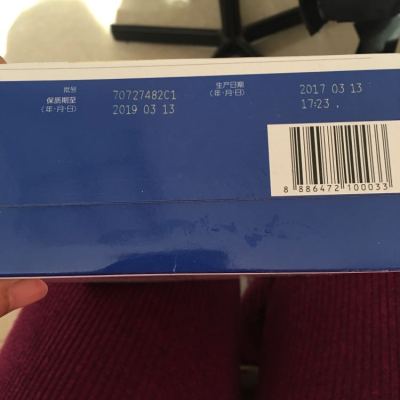 批号 70727482C1
保质期至
(年·月·日) 2019 03 13
生产日期
(年·月·日) 2017 03 13
17:23
8 886472 100033